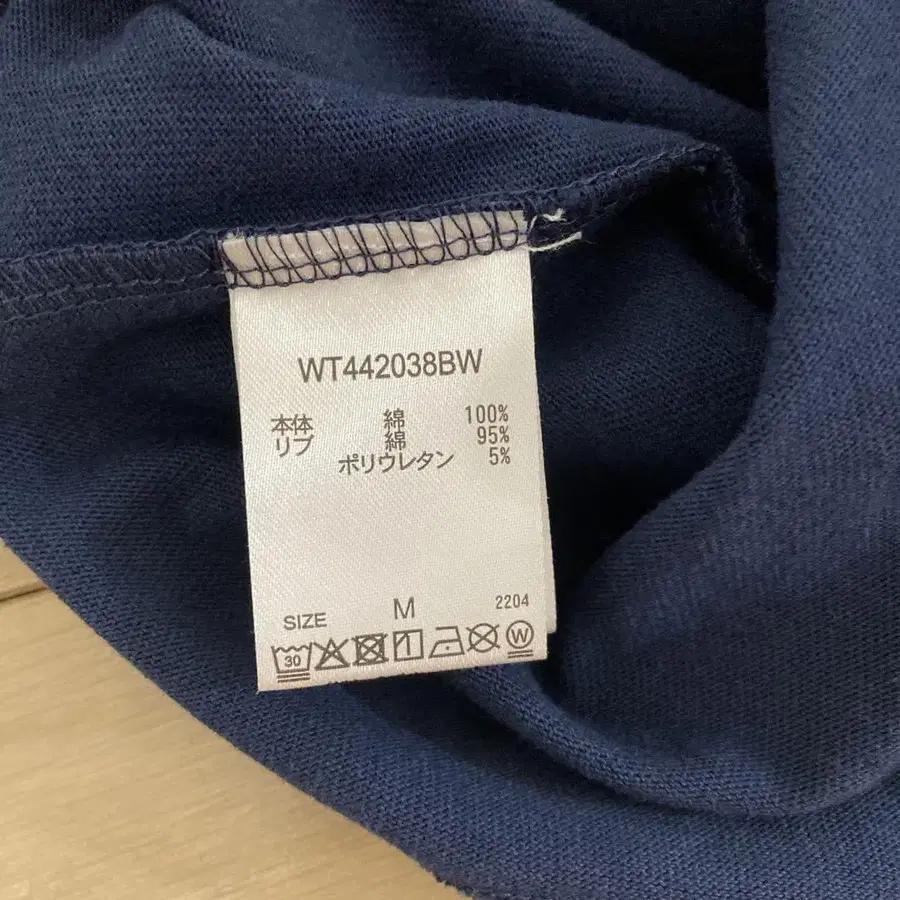 WT442038BW
本体 綿 100%
リブ 綿 95%
ポリウレタン 5%
SIZE M 2204
30 W